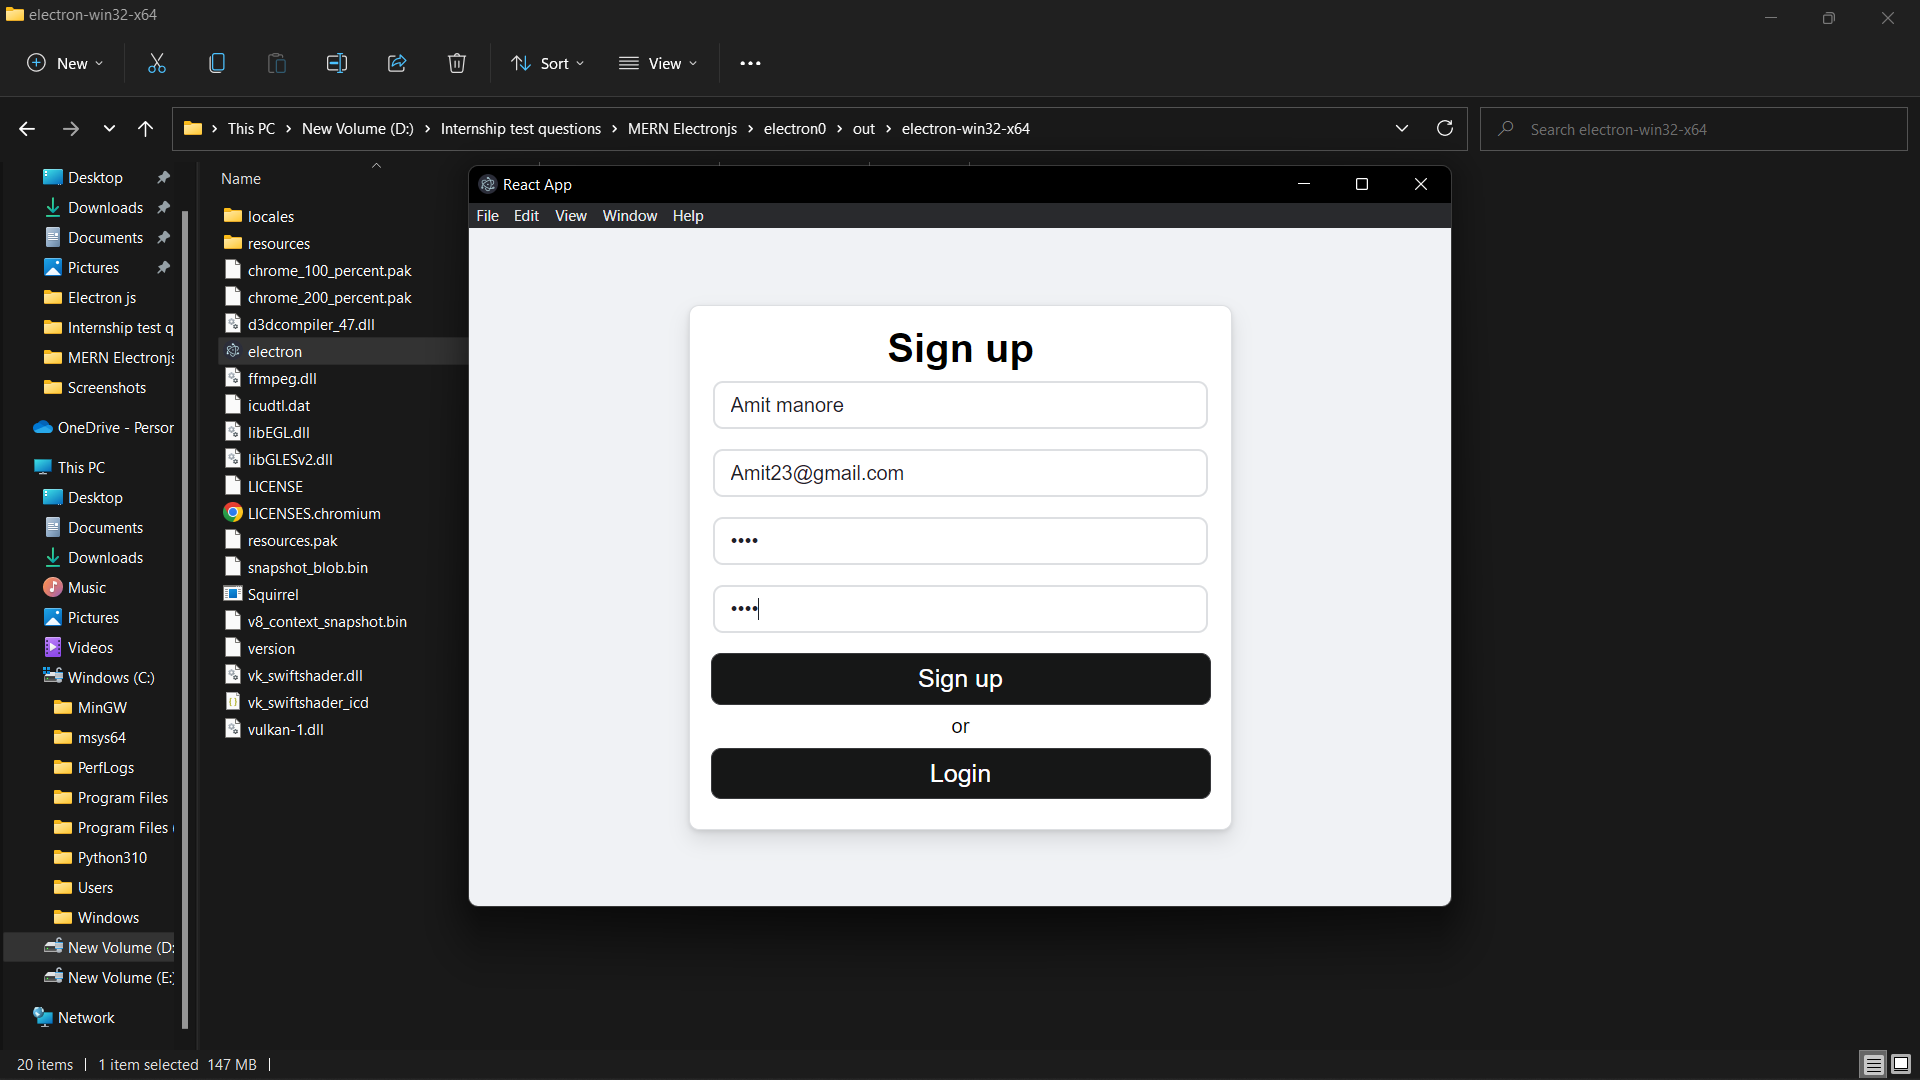 electron-win32-x64
New
Sort
View
This PC > New Volume (D:) > Internship test questions > MERN Electronjs > electron0 > out > electron-win32-x64
Search electron-win32-x64
Desktop
Downloads
Documents
Pictures
Electron js
Internship test q
MERN Electronjs
Screenshots
OneDrive - Person
This PC
Desktop
Documents
Downloads
Music
Pictures
Videos
Windows (C:)
MinGW
msys64
PerfLogs
Program Files
Program Files (
Python310
Users
Windows
New Volume (D:
New Volume (E:)
Network
Name
locales
resources
chrome_100_percent.pak
chrome_200_percent.pak
d3dcompiler_47.dll
electron
ffmpeg.dll
icudtl.dat
libEGL.dll
libGLESv2.dll
LICENSE
LICENSES.chromium
resources.pak
snapshot_blob.bin
Squirrel
v8_context_snapshot.bin
version
vk_swiftshader.dll
vk_swiftshader_icd
vulkan-1.dll
React App
File Edit View Window Help
Sign up
Amit manore
Amit23@gmail.com
••••
••••
Sign up
or
Login
20 items | 1 item selected 147 MB |